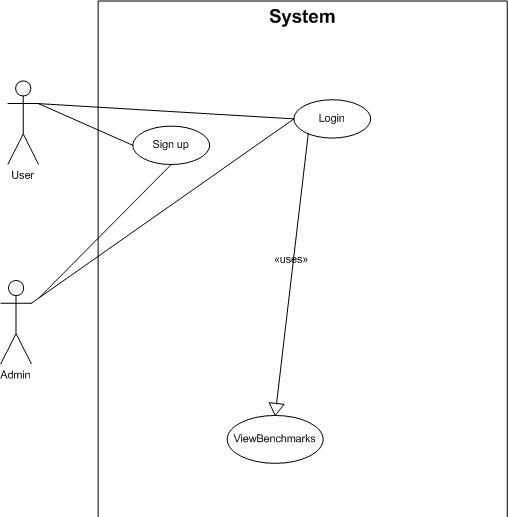 System
Login
Sign up
User
«uses»
Admin
ViewBenchmarks